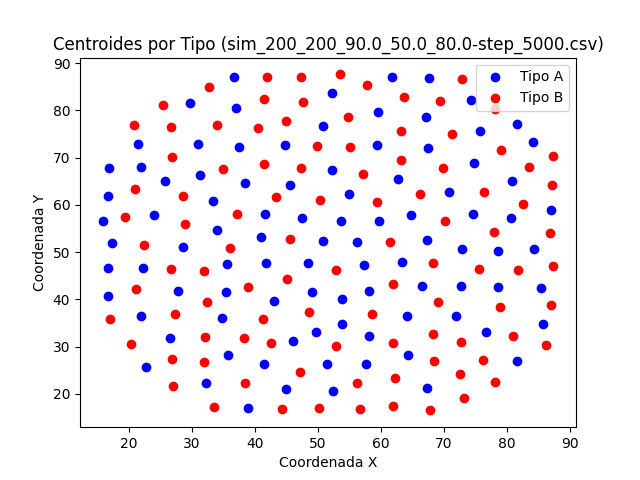 Centroides por Tipo (sim_200_200_90.0_50.0_80.0-step_5000.csv)
Tipo A
Tipo B
90
80
70
60
50
40
30
20
Coordenada Y
20 30 40 50 60 70 80 90
Coordenada X